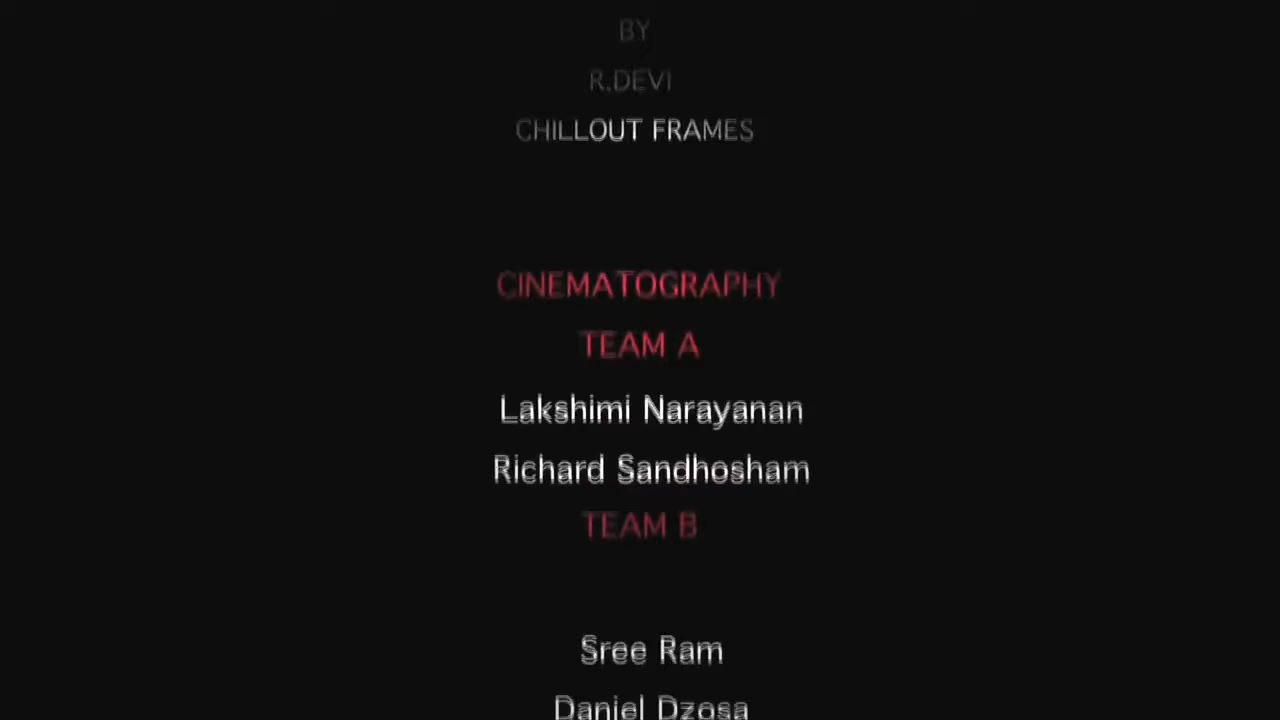 BY
R.DEVI
CHILLOUT FRAMES
CINEMATOGRAPHY
TEAM A
Lakshimi Narayanan
Richard Sandhosham
TEAM B
Sree Ram
Daniel Dzosa